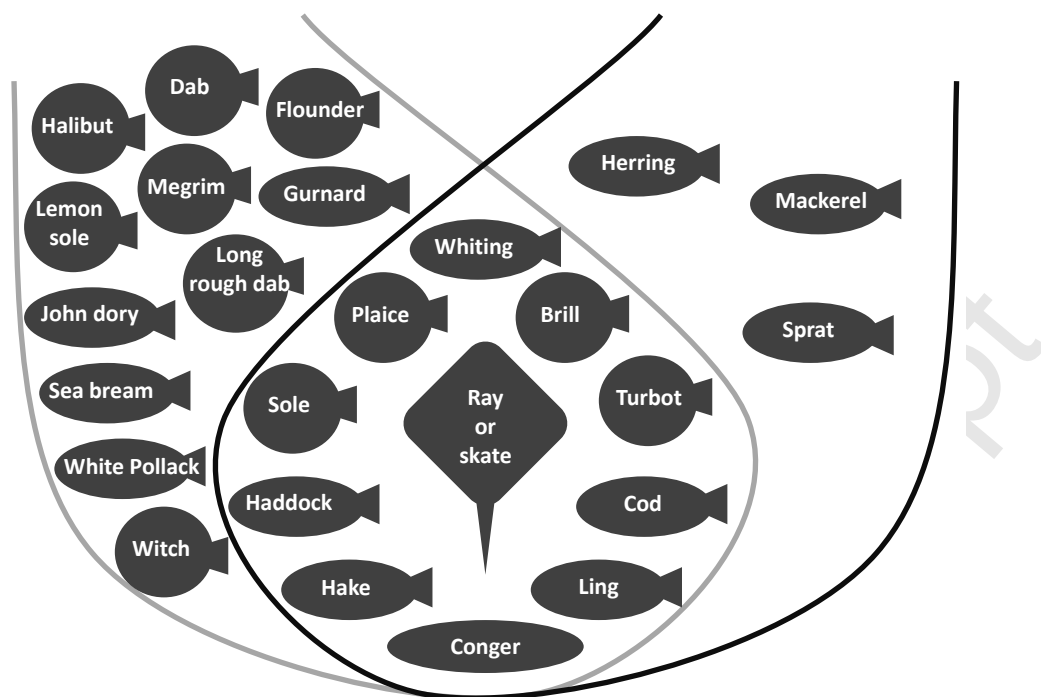 Dab
Flounder
Halibut
Herring
Megrim
Gurnard
Mackerel
Lemon
sole
Whiting
Long
rough dab
John dory
Plaice
Brill
Sprat
Sea bream
Sole
Ray
or
skate
Turbot
White Pollack
Haddock
Cod
Witch
Hake
Ling
Conger